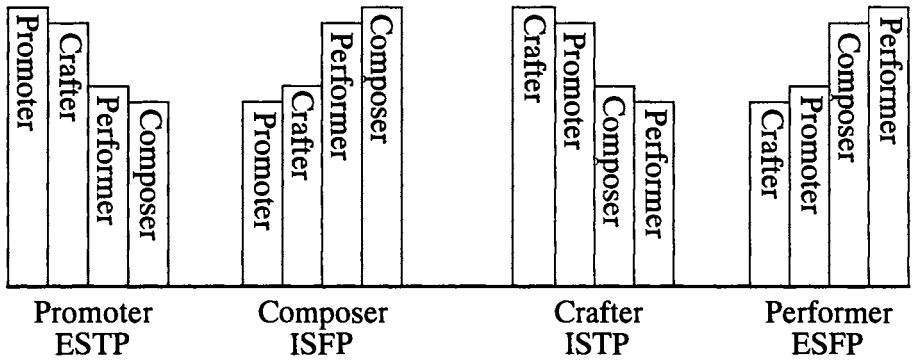 Promoter
Crafter
Performer
Composer
Promoter
Crafter
Performer
Composer
Crafter
Promoter
Composer
Performer
Crafter
Promoter
Composer
Performer
Promoter
ESTP
Composer
ISFP
Crafter
ISTP
Performer
ESFP